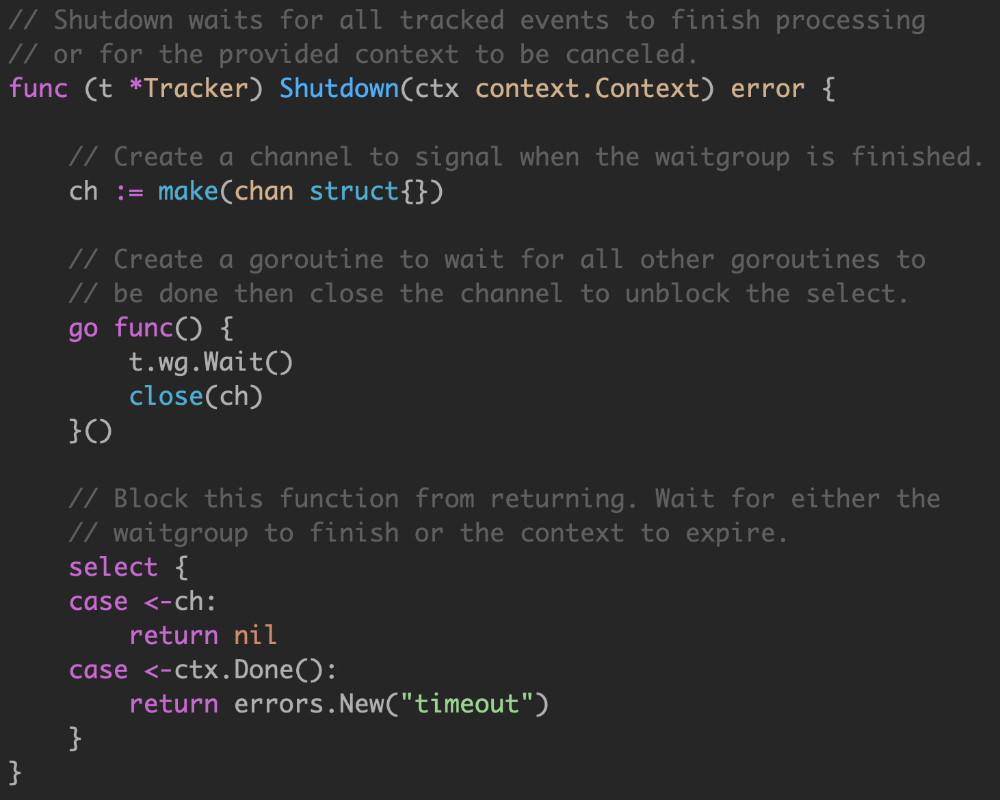 // Shutdown waits for all tracked events to finish processing
// or for the provided context to be canceled.
func (t *Tracker) Shutdown(ctx context.Context) error {
// Create a channel to signal when the waitgroup is finished.
ch := make(chan struct{})
// Create a goroutine to wait for all other goroutines to
// be done then close the channel to unblock the select.
go func() {
t.wg.Wait()
close(ch)
}()
// Block this function from returning. Wait for either the
// waitgroup to finish or the context to expire.
select {
case <-ch:
return nil
case <-ctx.Done():
return errors.New("timeout")
}
}